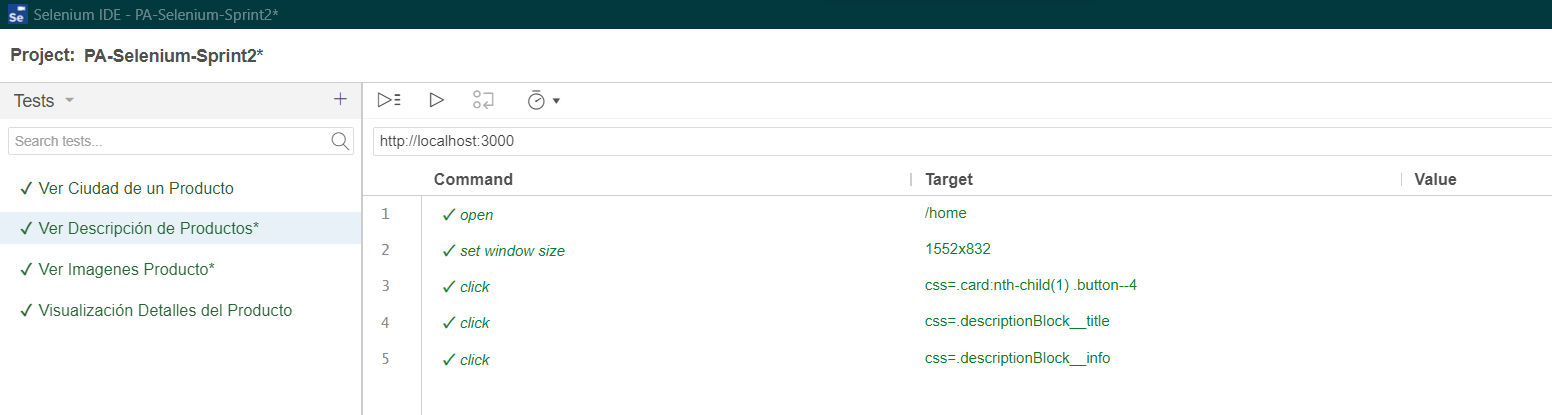 Selenium IDE - PA-Selenium-Sprint2*
Project: PA-Selenium-Sprint2*
Tests
Search tests...
✓ Ver Ciudad de un Producto
✓ Ver Descripción de Productos*
✓ Ver Imagenes Producto*
✓ Visualización Detalles del Producto
http://localhost:3000
Command Target Value
1 ✓ open /home
2 ✓ set window size 1552x832
3 ✓ click css=.card:nth-child(1) .button--4
4 ✓ click css=.descriptionBlock__title
5 ✓ click css=.descriptionBlock__info